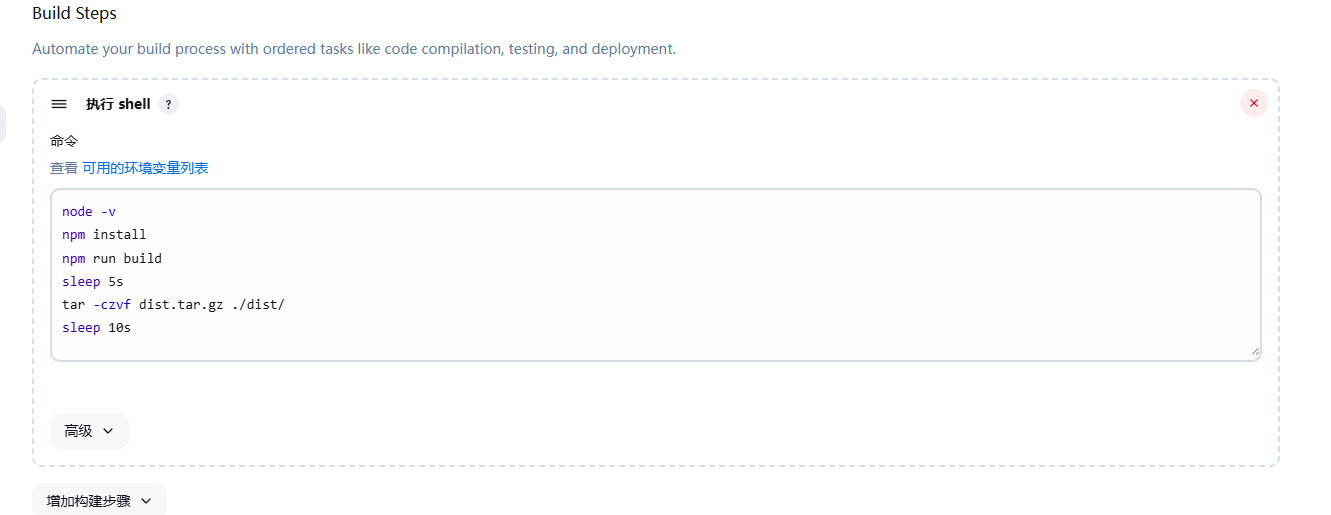 Build Steps
Automate your build process with ordered tasks like code compilation, testing, and deployment.
执行 shell ?
命令
查看 可用的环境变量列表
node -v
npm install
npm run build
sleep 5s
tar -czvf dist.tar.gz ./dist/
sleep 10s
高级
增加构建步骤